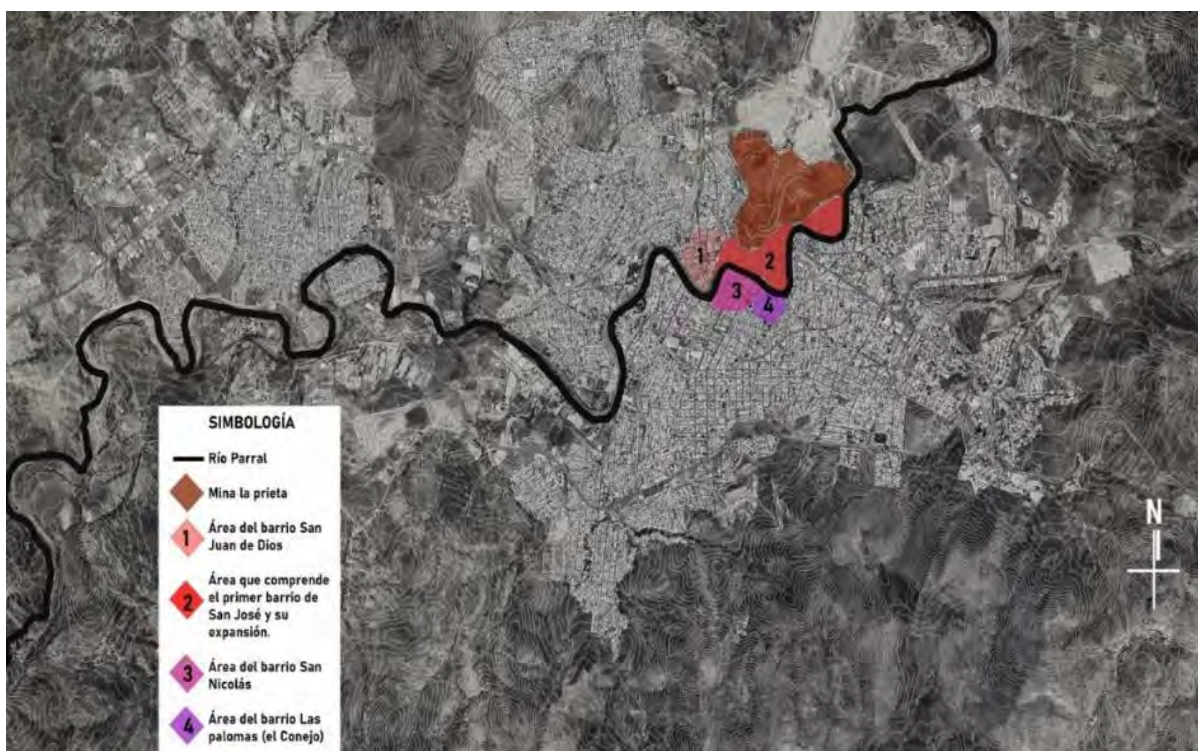 1
2
3
4
N
SIMBOLOGÍA
Río Parral
Mina la prieta
1
Área del barrio San
Juan de Dios
2
Área que comprende
el primer barrio de
San José y su
expansión.
3
Área del barrio San
Nicolás
4
Área del barrio Las
palomas (el Conejo)